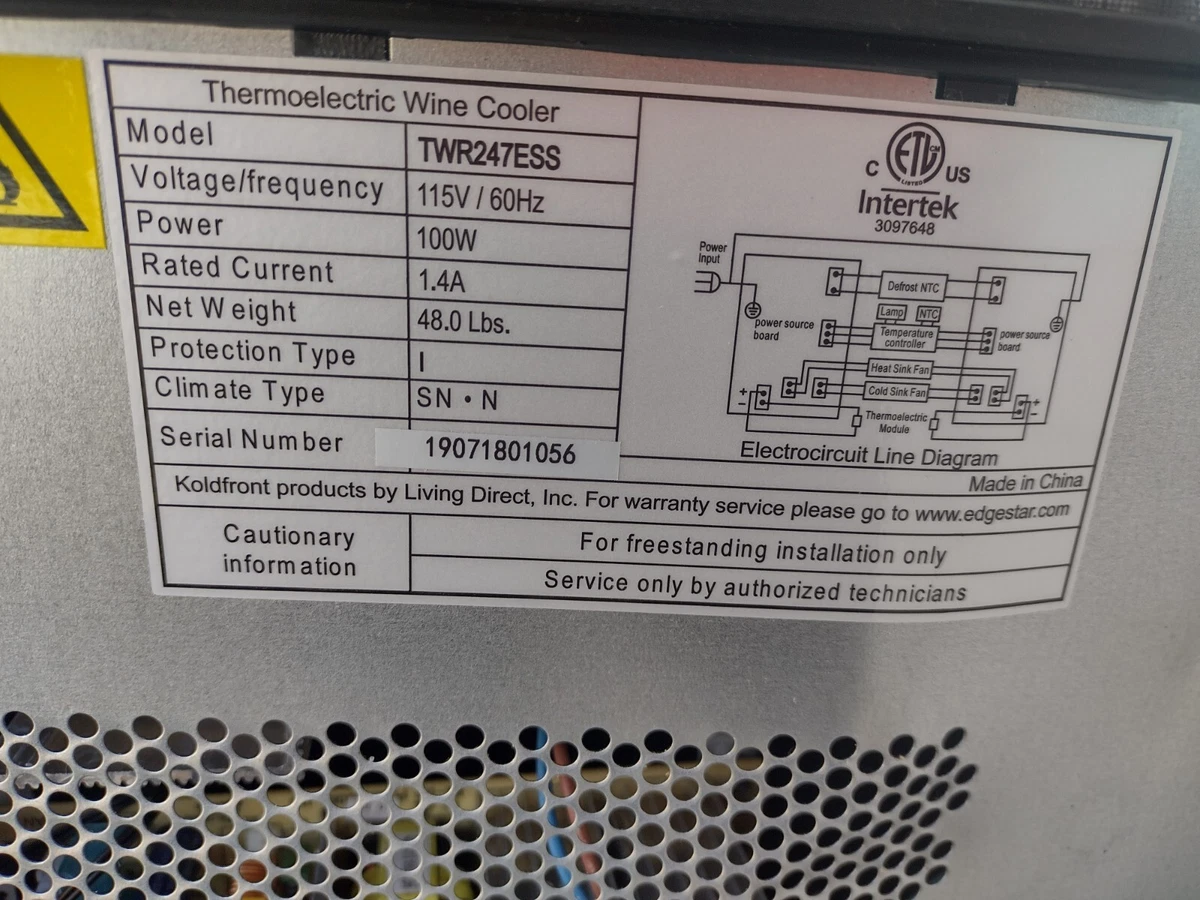 Thermoelectric Wine Cooler
Model TWR247ESS
Voltage/frequency 115V / 60Hz
Power 100W
Rated Current 1.4A
Net Weight 48.0 Lbs.
Protection Type I
Climate Type SN • N
Serial Number 19071801056
C ETL CM US
LISTED
Intertek
3097648
Power
Input
Defrost NTC
Lamp NTC
power source
board
Temperature
controller
power source
board
Heat Sink Fan
Cold Sink Fan
+ +
- -
Thermoelectric
Module
Electrocircuit Line Diagram
Made in China
Koldfront products by Living Direct, Inc. For warranty service please go to www.edgestar.com
Cautionary
information
For freestanding installation only
Service only by authorized technicians